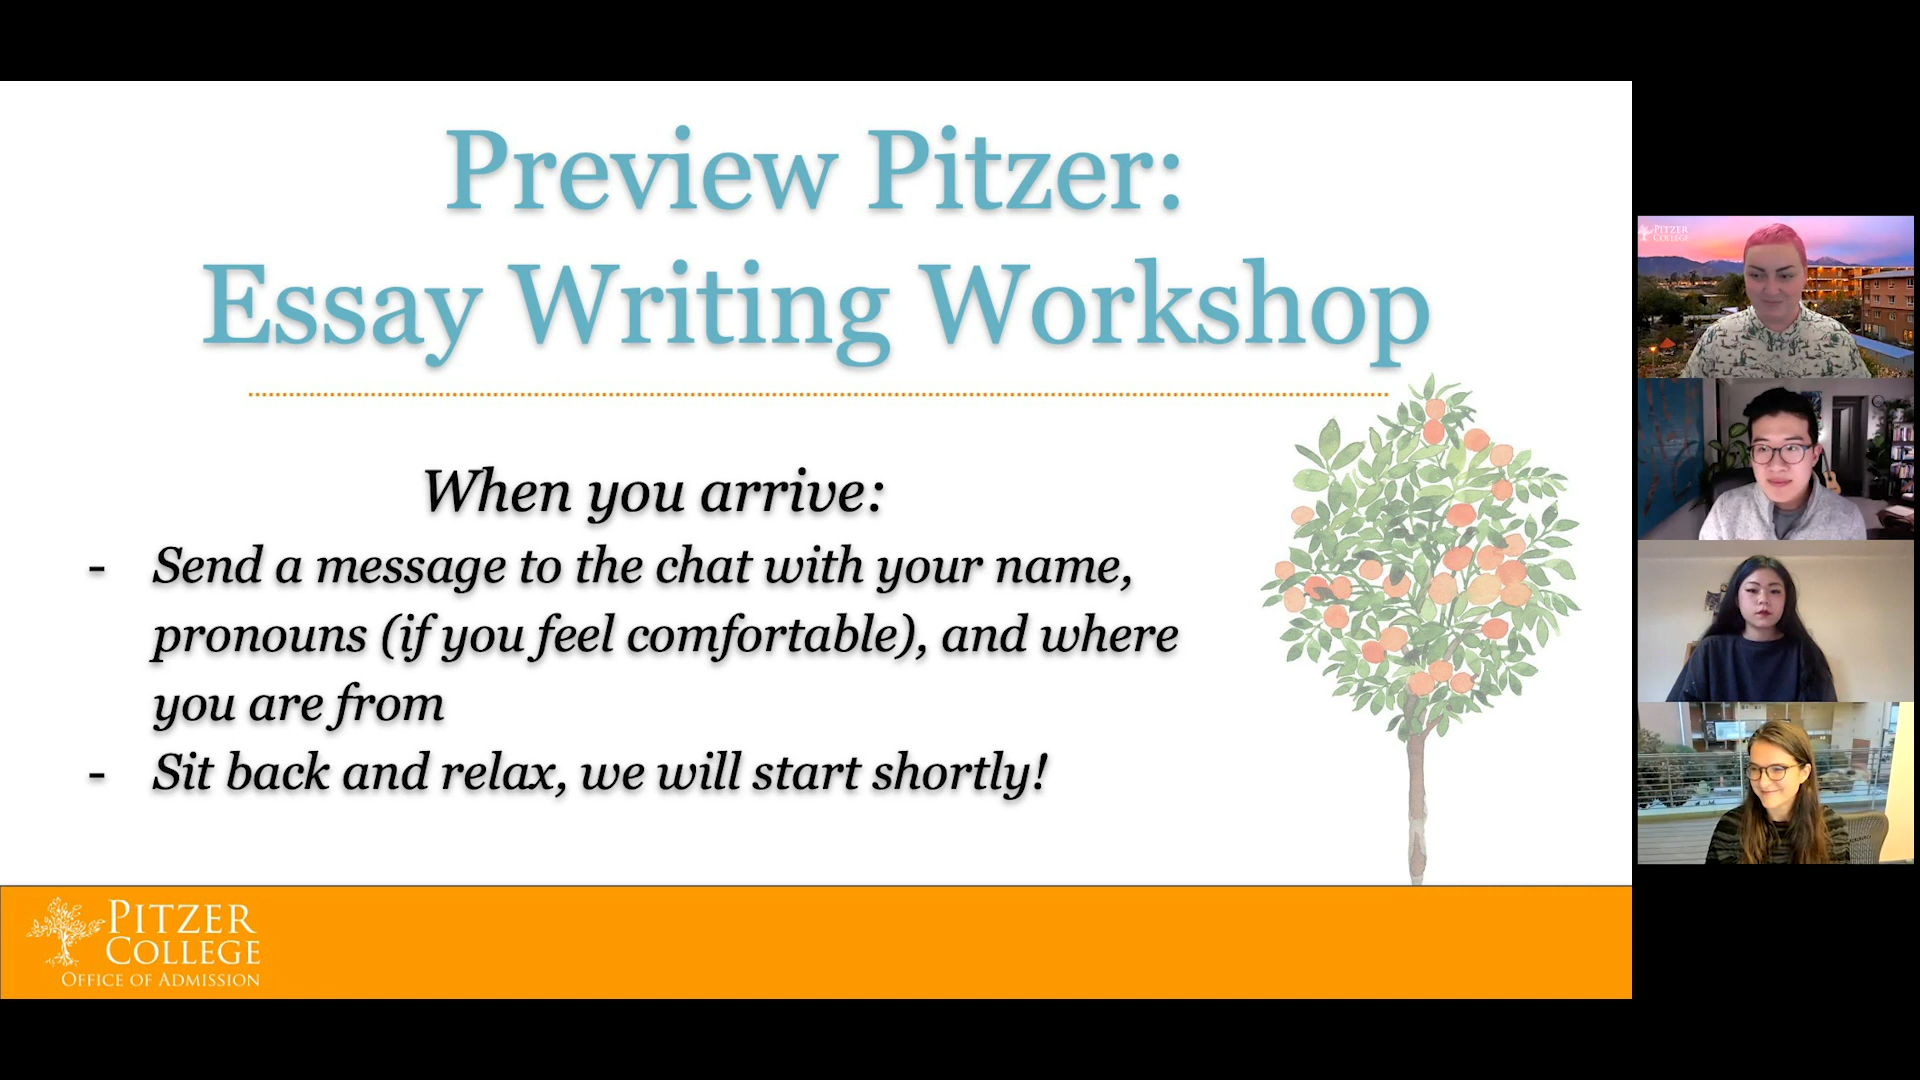 Preview Pitzer:
Essay Writing Workshop
When you arrive:
- Send a message to the chat with your name,
pronouns (if you feel comfortable), and where
you are from
- Sit back and relax, we will start shortly!
PITZER
COLLEGE
OFFICE OF ADMISSION
PITZER
COLLEGE